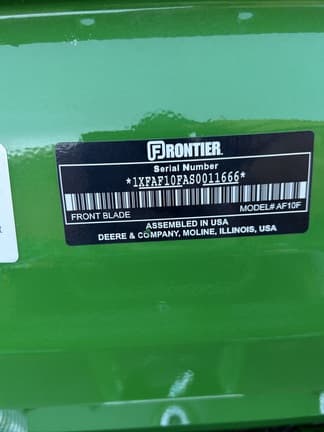 FRONTIER.
Serial Number
*1XFAF10FAS0011666*
FRONT BLADE MODEL# AF10F
ASSEMBLED IN USA
DEERE & COMPANY, MOLINE, ILLINOIS, USA